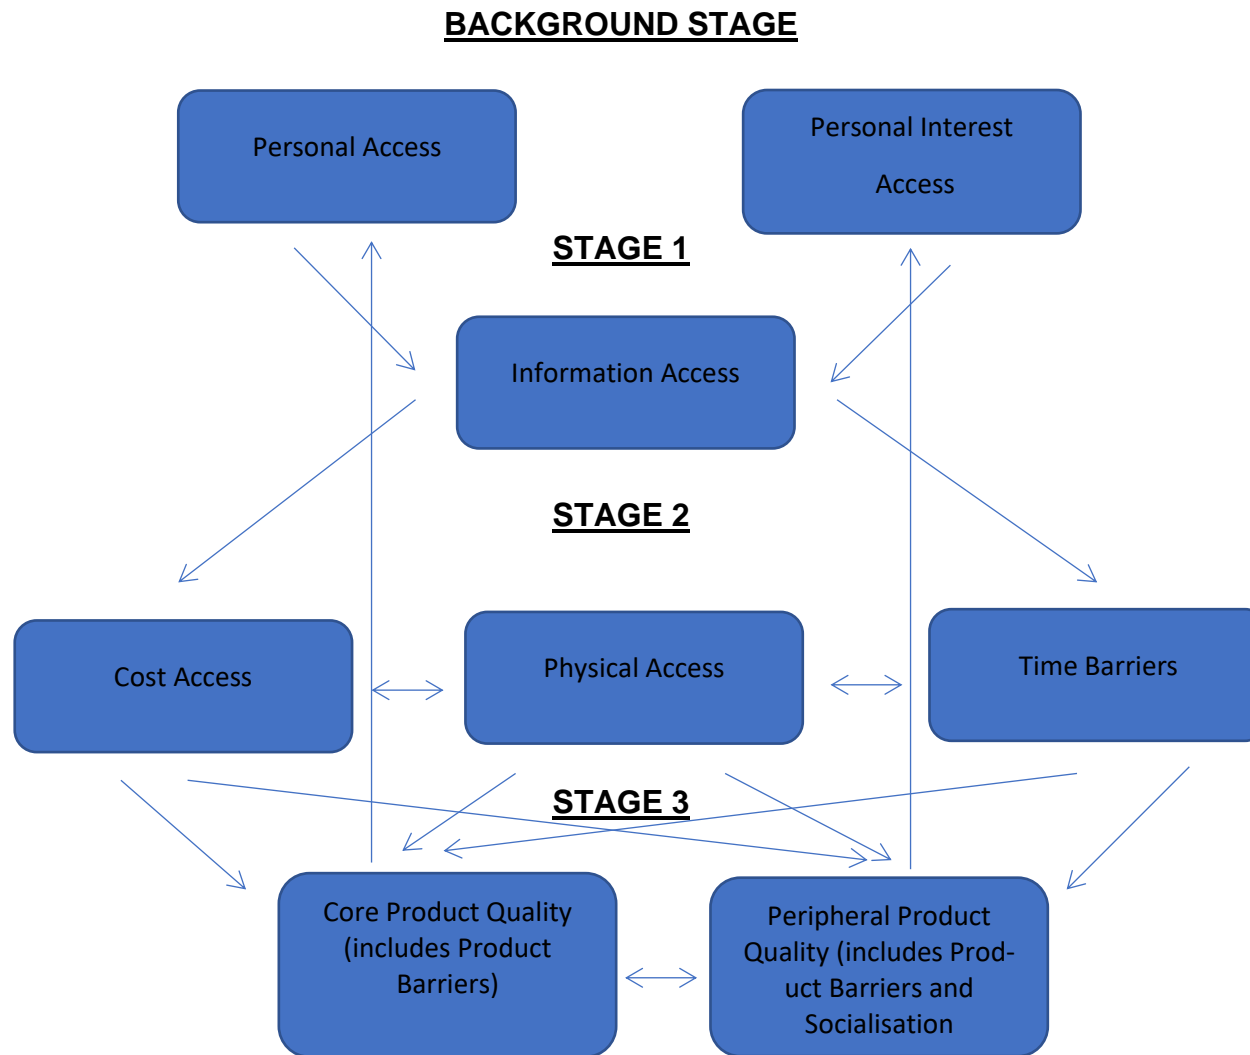 BACKGROUND STAGE
Personal Access
Personal Interest
Access
STAGE 1
Information Access
STAGE 2
Cost Access
Physical Access
Time Barriers
STAGE 3
Core Product Quality
(includes Product
Barriers)
Peripheral Product
Quality (includes Prod-
uct Barriers and
Socialisation